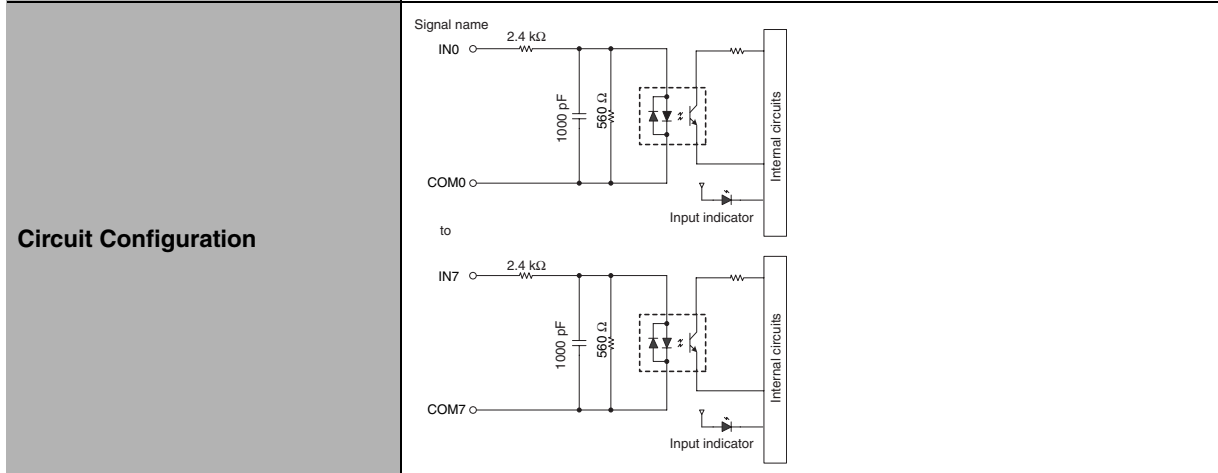 Circuit Configuration
Signal name
IN0
2.4 kΩ
1000 pF
560 Ω
Internal circuits
COM0
Input indicator
to
IN7
2.4 kΩ
1000 pF
560 Ω
Internal circuits
COM7
Input indicator